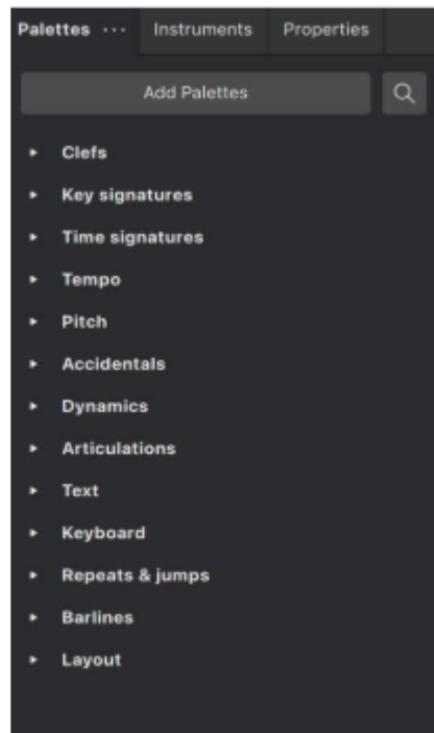 Palettes ... Instruments Properties
Add Palettes
Clefs
Key signatures
Time signatures
Tempo
Pitch
Accidentals
Dynamics
Articulations
Text
Keyboard
Repeats & jumps
Barlines
Layout